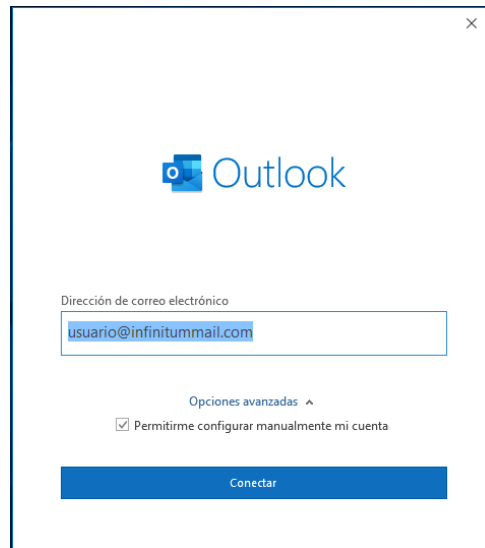 Outlook
Dirección de correo electrónico
usuario@infinitummail.com
Opciones avanzadas
Permitirme configurar manualmente mi cuenta
Conectar